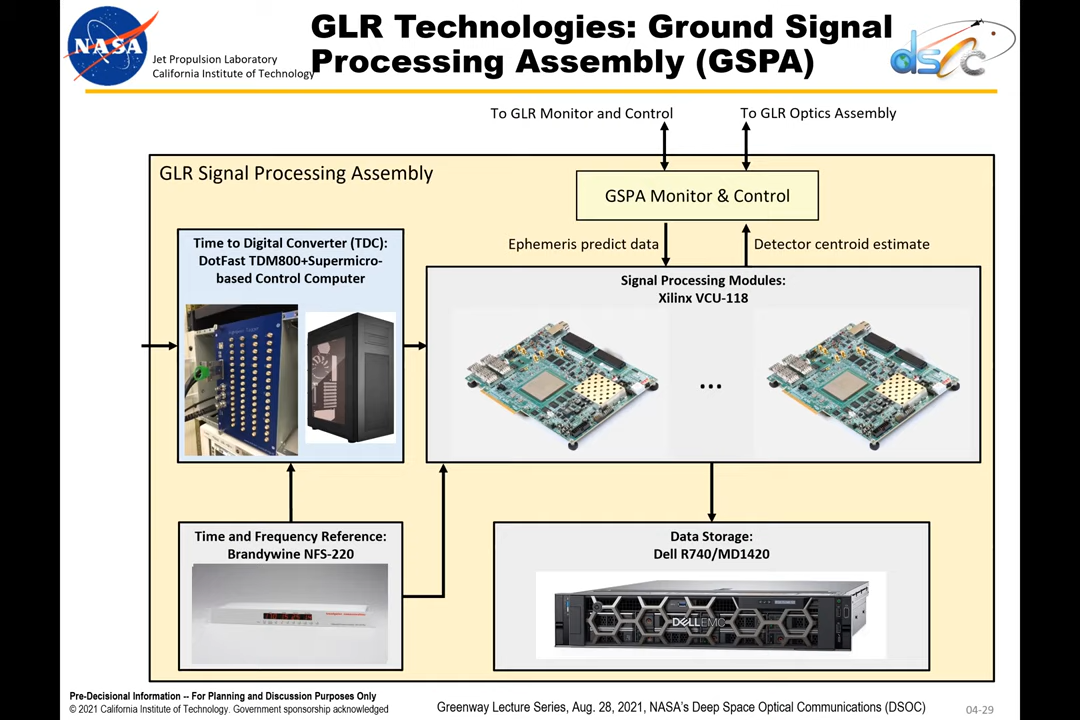 NASA
Jet Propulsion Laboratory
California Institute of Technology
GLR Technologies: Ground Signal
Processing Assembly (GSPA)
dsoc
To GLR Monitor and Control
To GLR Optics Assembly
GLR Signal Processing Assembly
GSPA Monitor & Control
Ephemeris predict data
Detector centroid estimate
Time to Digital Converter (TDC):
DotFast TDM800+Supermicro-
based Control Computer
Signal Processing Modules:
Xilinx VCU-118
...
Time and Frequency Reference:
Brandywine NFS-220
Data Storage:
Dell R740/MD1420
DELLEMC
Pre-Decisional Information -- For Planning and Discussion Purposes Only
© 2021 California Institute of Technology. Government sponsorship acknowledged
Greenway Lecture Series, Aug. 28, 2021, NASA's Deep Space Optical Communications (DSOC)
04-29